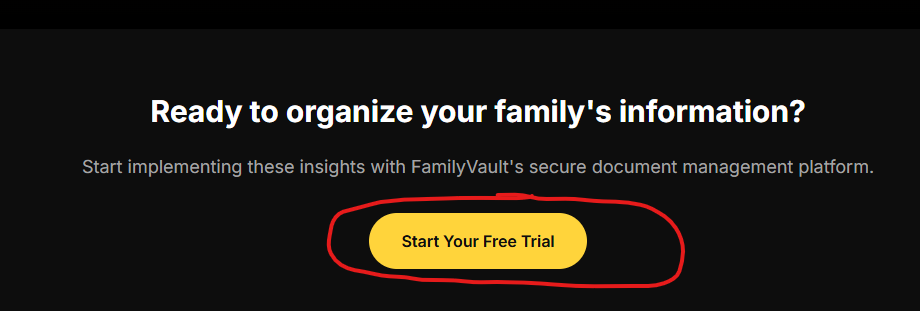 Ready to organize your family's information?
Start implementing these insights with FamilyVault's secure document management platform.
Start Your Free Trial